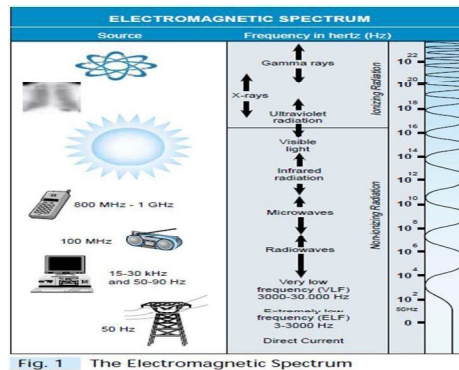 ELECTROMAGNETIC SPECTRUM
Source
Frequency in hertz (Hz)
Gamma rays
X-rays
Ultraviolet
radiation
Visible
light
Infrared
radiation
Microwaves
Radiowaves
Very low
frequency (VLF)
3000-30.000 Hz
Extremely low
frequency (ELF)
3-3000 Hz
Direct Current
800 MHz - 1 GHz
100 MHz
15-30 kHz
and 50-90 Hz
50 Hz
Ionizing Radiation
Non-ionizing Radiation
10 22
10 20
10 18
10 16
10 14
10 12
10 10
10 8
10 6
10 4
10 2
50Hz
0
Fig. 1 The Electromagnetic Spectrum